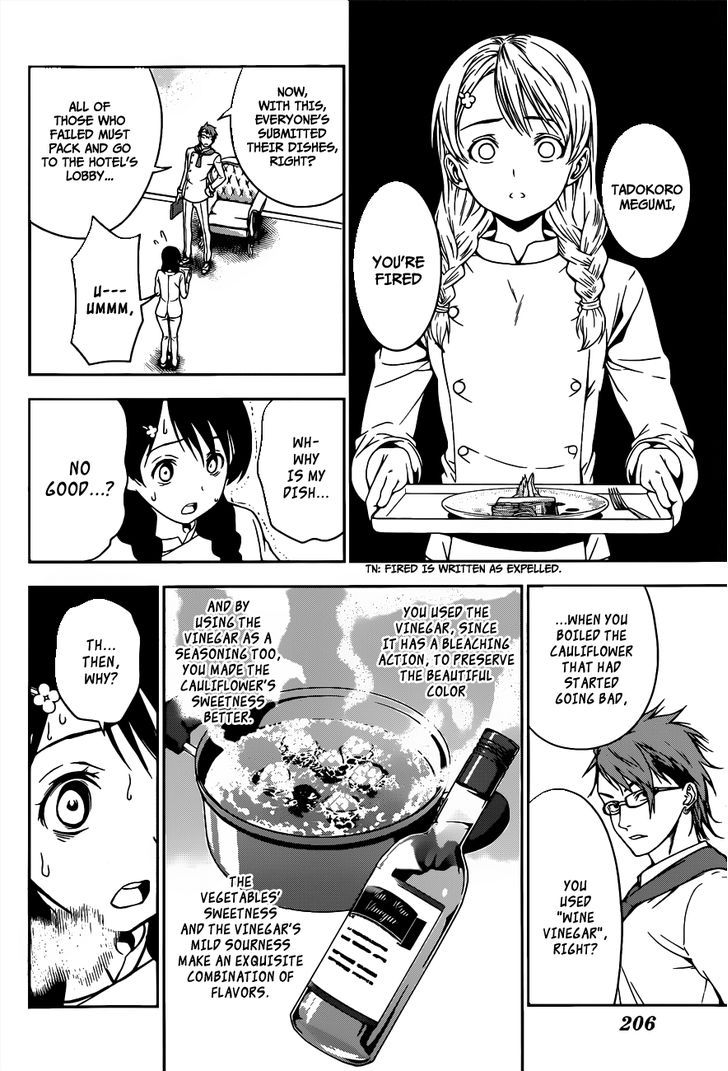 TADOKORO
MEGUMI,
YOU'RE
FIRED
TN: FIRED IS WRITTEN AS EXPELLED.
NOW,
WITH THIS,
EVERYONE'S
SUBMITTED
THEIR DISHES,
RIGHT?
ALL OF
THOSE WHO
FAILED MUST
PACK AND GO
TO THE HOTEL'S
LOBBY...
U---
UMMM,
WH-
WHY
IS MY
DISH...
NO
GOOD...?
...WHEN YOU
BOILED THE
CAULIFLOWER
THAT HAD
STARTED
GOING BAD,
YOU
USED
"WINE
VINEGAR",
RIGHT?
YOU USED THE
VINEGAR, SINCE
IT HAS A BLEACHING
ACTION, TO PRESERVE
THE BEAUTIFUL
COLOR
AND BY
USING THE
VINEGAR AS A
SEASONING TOO,
YOU MADE THE
CAULIFLOWER'S
SWEETNESS
BETTER.
THE
VEGETABLES'
SWEETNESS
AND THE VINEGAR'S
MILD SOURNESS
MAKE AN EXQUISITE
COMBINATION OF
FLAVORS.
TH...
THEN,
WHY?
206